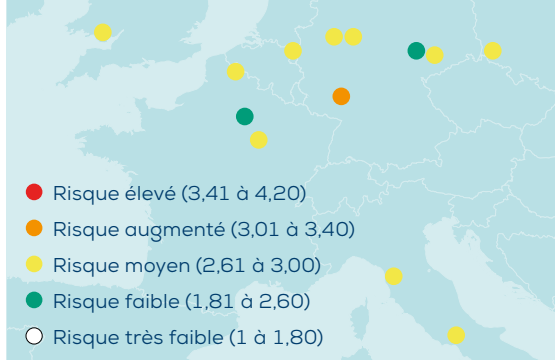 Risque élevé (3,41 à 4,20)
Risque augmenté (3,01 à 3,40)
Risque moyen (2,61 à 3,00)
Risque faible (1,81 à 2,60)
Risque très faible (1 à 1,80)